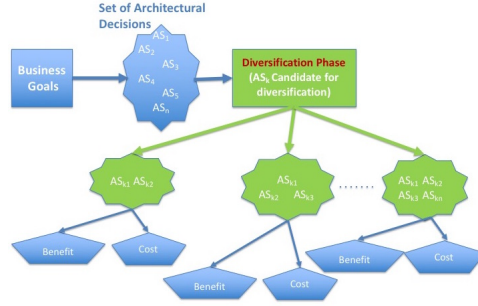 Set of Architectural
Decisions
Business
Goals
AS1
AS2
AS3
AS4
AS5
ASn
Diversification Phase
(ASk Candidate for
diversification)
ASk1 ASk2
ASk1
ASk2 ASk3
.......
ASk1 ASk2
ASk3 ASkn
Benefit
Cost
Benefit
Cost
Benefit
Cost